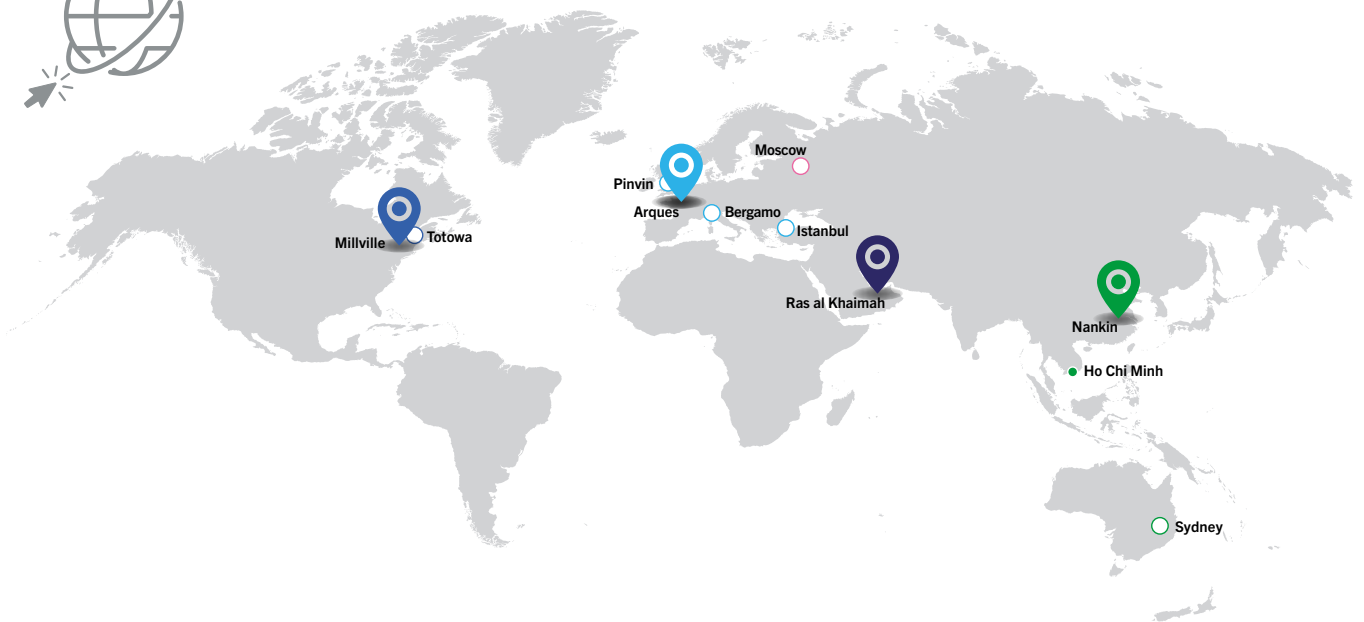 Moscow
Pinvin
Arques
Bergamo
Istanbul
Millville
Totowa
Ras al Khaimah
Nankin
Ho Chi Minh
Sydney